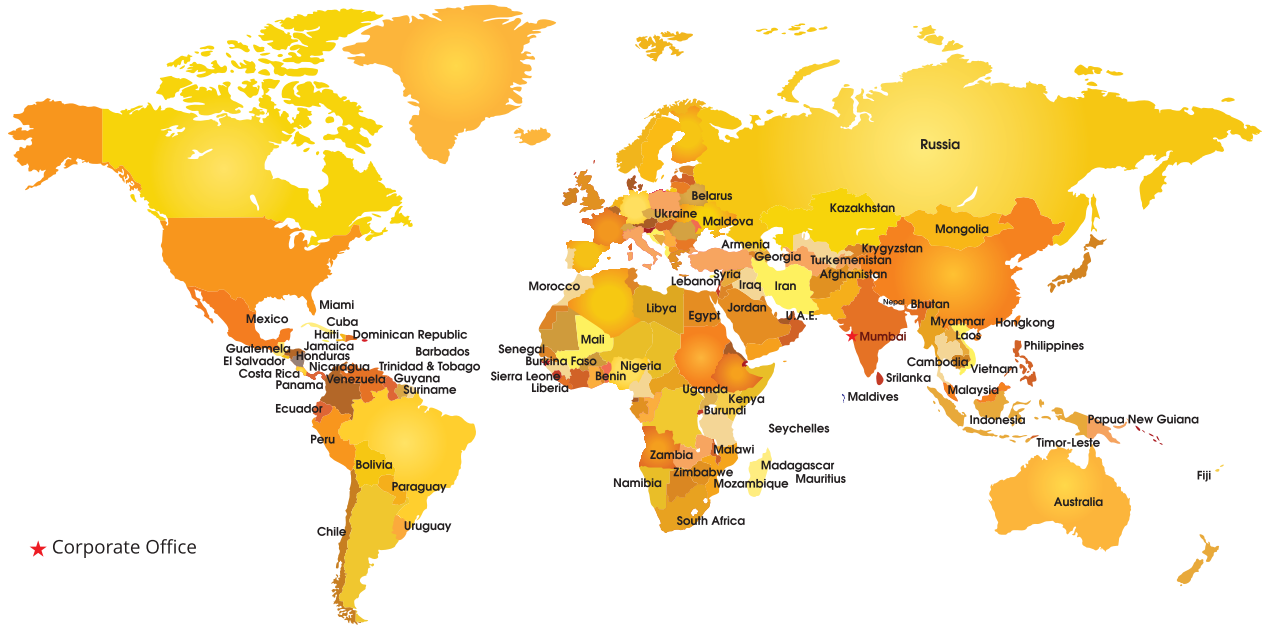 Russia
Belarus
Kazakhstan
Ukraine
Maldova
Mongolia
Armenia
Krygyzstan
Georgia
Turkemenistan
Syria
Afghanistan
Lebanon
Morocco
Iraq
Iran
Nepal
Bhutan
Miami
Libya
Egypt
Jordan
U.A.E.
Mexico
Cuba
Myanmar
Hongkong
Haiti
Dominican Republic
Mali
Mumbai
Laos
Guatemela
Jamaica
Barbados
Senegal
Philippines
El Salvador
Honduras
Burkina Faso
Nigeria
Cambodia
Nicaragua
Trinidad & Tobago
Costa Rica
Sierra Leone
Benin
Vietnam
Panama
Venezuela
Guyana
Srilanka
Suriname
Liberia
Uganda
Malaysia
Kenya
Maldives
Ecuador
Burundi
Indonesia
Papua New Guiana
Seychelles
Peru
Timor-Leste
Malawi
Zambia
Bolivia
Madagascar
Zimbabwe
Mauritius
Fiji
Paraguay
Namibia
Mozambique
Australia
South Africa
Uruguay
Chile
Corporate Office